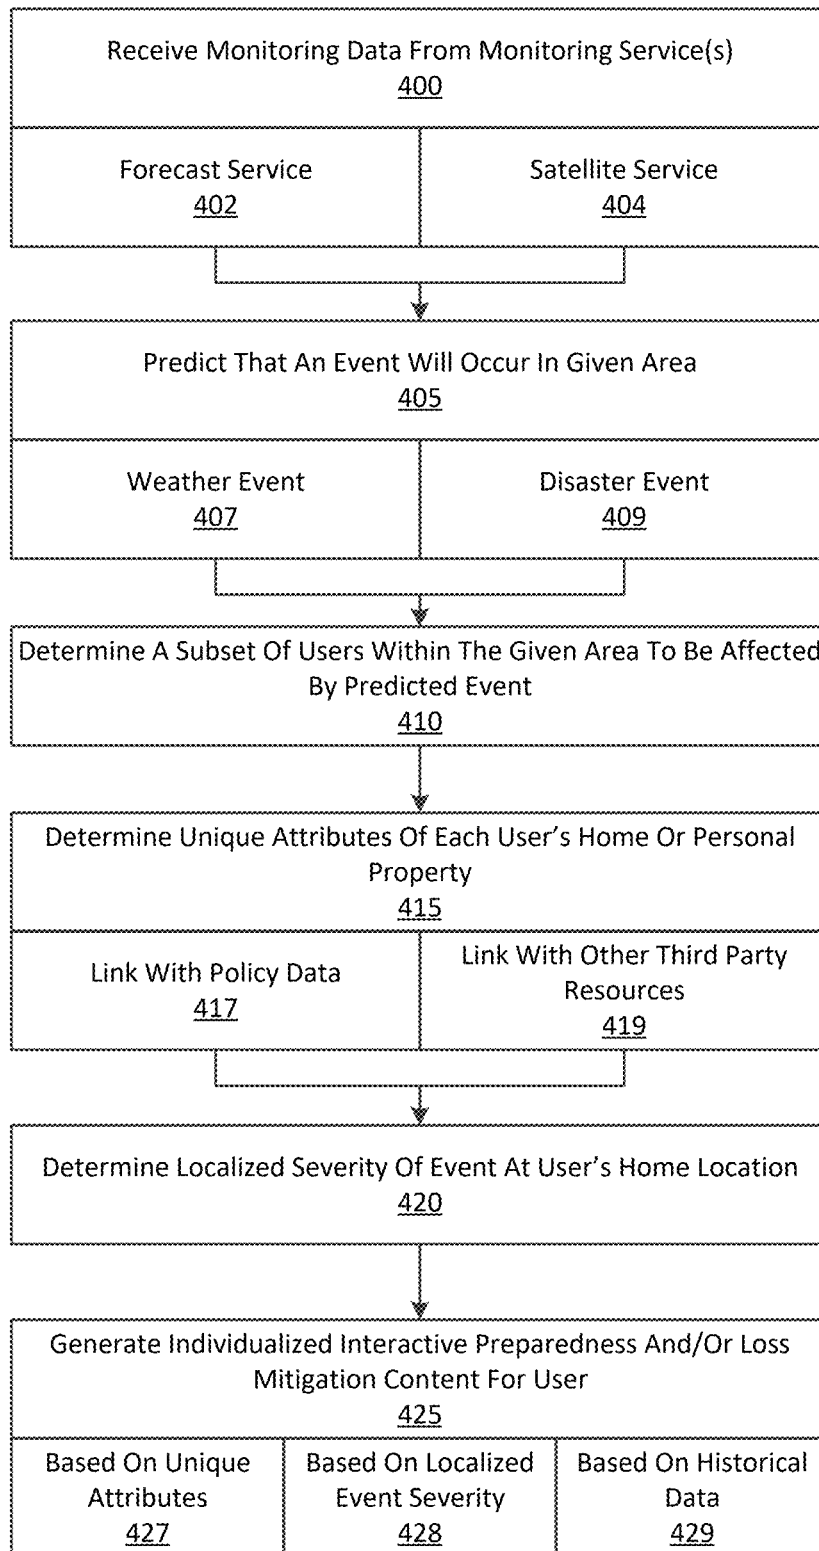 Receive Monitoring Data From Monitoring Service(s)
400
Forecast Service
402
Satellite Service
404
Predict That An Event Will Occur In Given Area
405
Weather Event
407
Disaster Event
409
Determine A Subset Of Users Within The Given Area To Be Affected
By Predicted Event
410
Determine Unique Attributes Of Each User's Home Or Personal
Property
415
Link With Policy Data
417
Link With Other Third Party
Resources
419
Determine Localized Severity Of Event At User's Home Location
420
Generate Individualized Interactive Preparedness And/Or Loss
Mitigation Content For User
425
Based On Unique
Attributes
427
Based On Localized
Event Severity
428
Based On Historical
Data
429